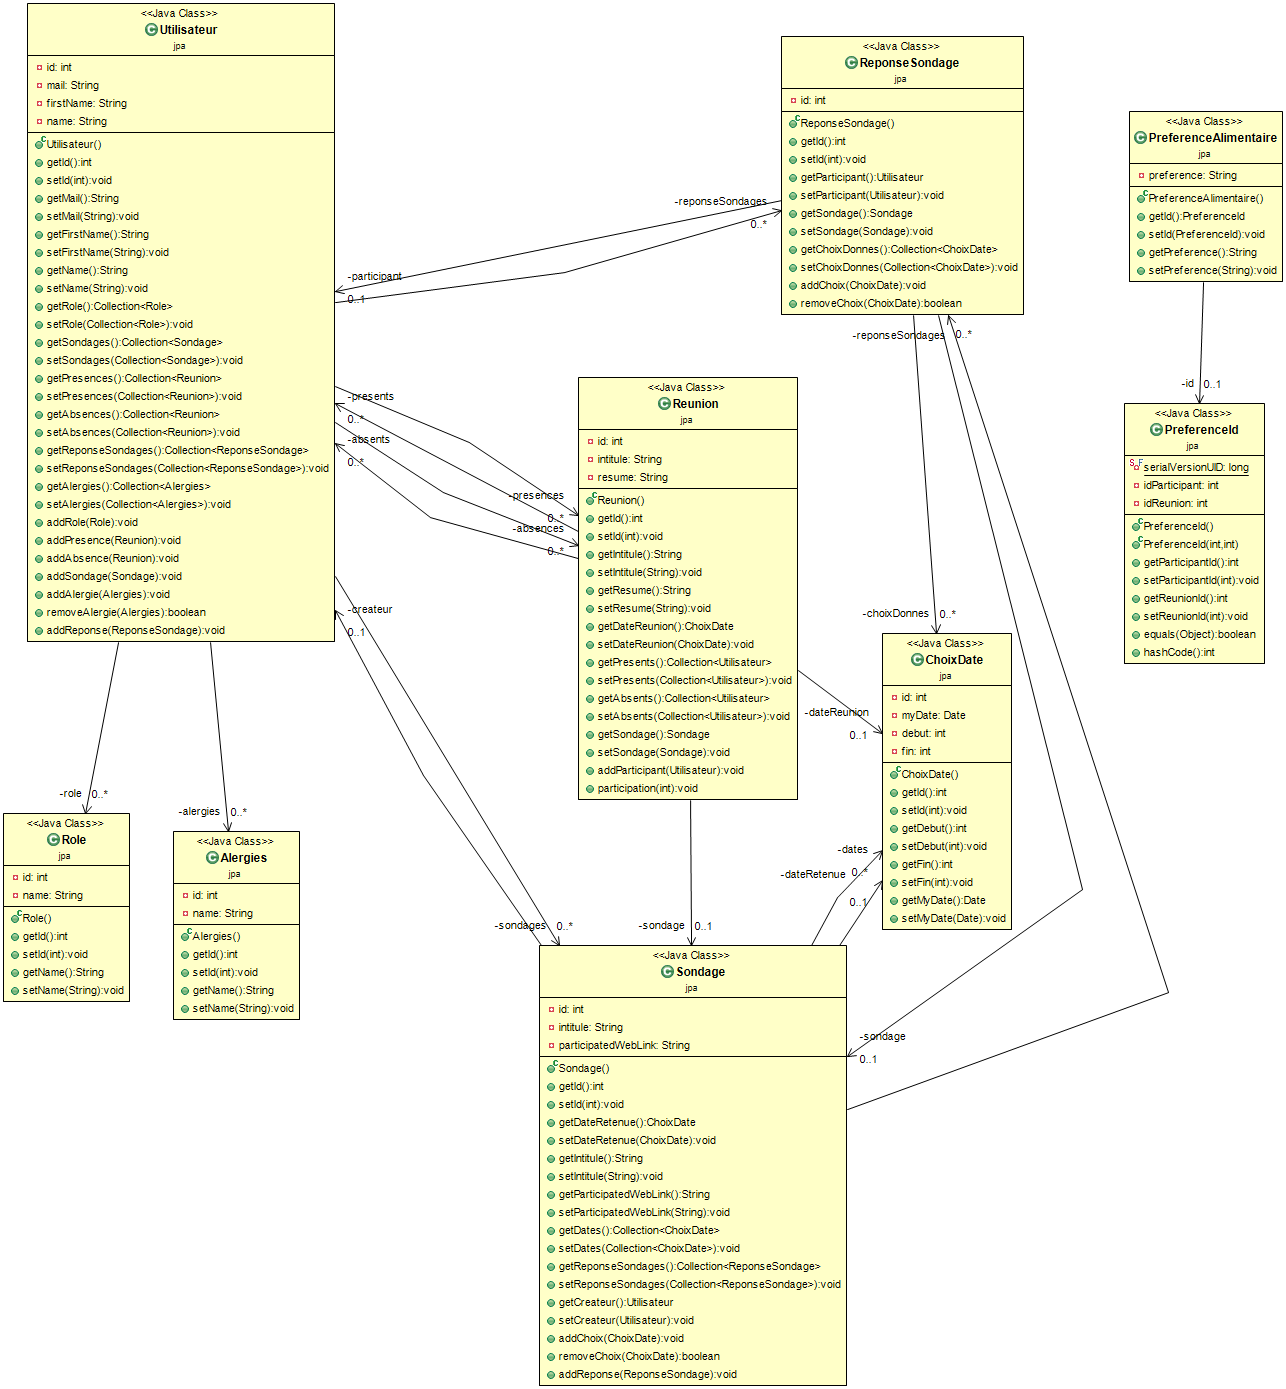 <<Java Class>>
Utilisateur
jpa
id: int
mail: String
firstName: String
name: String
Utilisateur()
getId():int
setId(int):void
getMail():String
setMail(String):void
getFirstName():String
setFirstName(String):void
getName():String
setName(String):void
getRole():Collection<Role>
setRole(Collection<Role>):void
getSondages():Collection<Sondage>
setSondages(Collection<Sondage>):void
getPresences():Collection<Reunion>
setPresences(Collection<Reunion>):void
getAbsences():Collection<Reunion>
setAbsences(Collection<Reunion>):void
getReponseSondages():Collection<ReponseSondage>
setReponseSondages(Collection<ReponseSondage>):void
getAlergies():Collection<Alergies>
setAlergies(Collection<Alergies>):void
addRole(Role):void
addPresence(Reunion):void
addAbsence(Reunion):void
addSondage(Sondage):void
addAlergie(Alergies):void
removeAlergie(Alergies):boolean
addReponse(ReponseSondage):void
<<Java Class>>
ReponseSondage
jpa
id: int
ReponseSondage()
getId():int
setId(int):void
getParticipant():Utilisateur
setParticipant(Utilisateur):void
getSondage():Sondage
setSondage(Sondage):void
getChoixDonnes():Collection<ChoixDate>
setChoixDonnes(Collection<ChoixDate>):void
addChoix(ChoixDate):void
removeChoix(ChoixDate):boolean
<<Java Class>>
PreferenceAlimentaire
jpa
preference: String
PreferenceAlimentaire()
getId():PreferenceId
setId(PreferenceId):void
getPreference():String
setPreference(String):void
-reponseSondages
0..*
-participant
0..1
-reponseSondages
0..*
-id
0..1
<<Java Class>>
Reunion
jpa
id: int
intitule: String
resume: String
Reunion()
getId():int
setId(int):void
getIntitule():String
setIntitule(String):void
getResume():String
setResume(String):void
getDateReunion():ChoixDate
setDateReunion(ChoixDate):void
getPresents():Collection<Utilisateur>
setPresents(Collection<Utilisateur>):void
getAbsents():Collection<Utilisateur>
setAbsents(Collection<Utilisateur>):void
getSondage():Sondage
setSondage(Sondage):void
addParticipant(Utilisateur):void
participation(int):void
<<Java Class>>
PreferenceId
jpa
serialVersionUID: long
idParticipant: int
idReunion: int
PreferenceId()
PreferenceId(int,int)
getParticipantId():int
setParticipantId(int):void
getReunionId():int
setReunionId(int):void
equals(Object):boolean
hashCode():int
-presents
0..*
-absents
0..*
-presences
0..*
-absences
0..*
-createur
0..1
-choixDonnes
0..*
<<Java Class>>
ChoixDate
jpa
id: int
myDate: Date
debut: int
fin: int
ChoixDate()
getId():int
setId(int):void
getDebut():int
setDebut(int):void
getFin():int
setFin(int):void
getMyDate():Date
setMyDate(Date):void
-dateReunion
0..1
-role
0..*
-alergies
0..*
<<Java Class>>
Role
jpa
id: int
name: String
Role()
getId():int
setId(int):void
getName():String
setName(String):void
<<Java Class>>
Alergies
jpa
id: int
name: String
Alergies()
getId():int
setId(int):void
getName():String
setName(String):void
-dates
0..*
-dateRetenue
0..1
-sondages
0..*
-sondage
0..1
-sondage
0..1
<<Java Class>>
Sondage
jpa
id: int
intitule: String
participatedWebLink: String
Sondage()
getId():int
setId(int):void
getDateRetenue():ChoixDate
setDateRetenue(ChoixDate):void
getIntitule():String
setIntitule(String):void
getParticipatedWebLink():String
setParticipatedWebLink(String):void
getDates():Collection<ChoixDate>
setDates(Collection<ChoixDate>):void
getReponseSondages():Collection<ReponseSondage>
setReponseSondages(Collection<ReponseSondage>):void
getCreateur():Utilisateur
setCreateur(Utilisateur):void
addChoix(ChoixDate):void
removeChoix(ChoixDate):boolean
addReponse(ReponseSondage):void